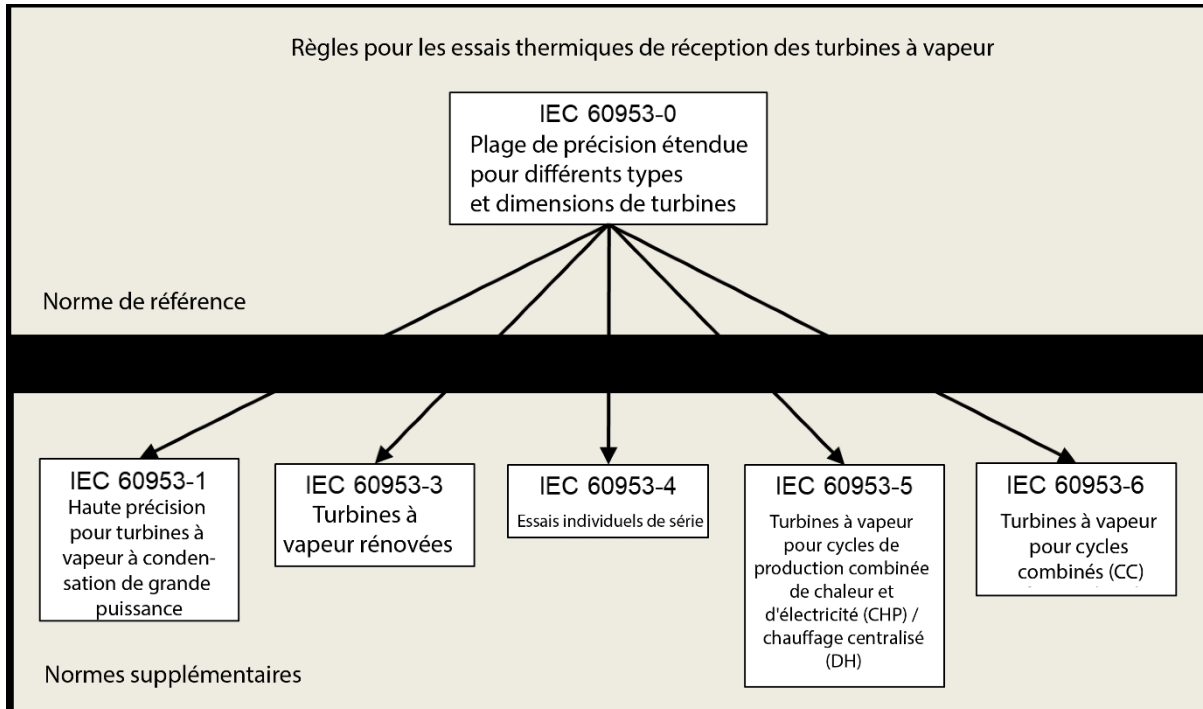 Règles pour les essais thermiques de réception des turbines à vapeur
IEC 60953-0
Plage de précision étendue
pour différents types
et dimensions de turbines
Norme de référence
IEC 60953-1
Haute précision
pour turbines à
vapeur à conden-
sation de grande
puissance
IEC 60953-3
Turbines à
vapeur rénovées
IEC 60953-4
Essais individuels de série
IEC 60953-5
Turbines à vapeur
pour cycles de
production combinée
de chaleur et
d'électricité (CHP) /
chauffage centralisé
(DH)
IEC 60953-6
Turbines à vapeur
pour cycles
combinés (CC)
Normes supplémentaires